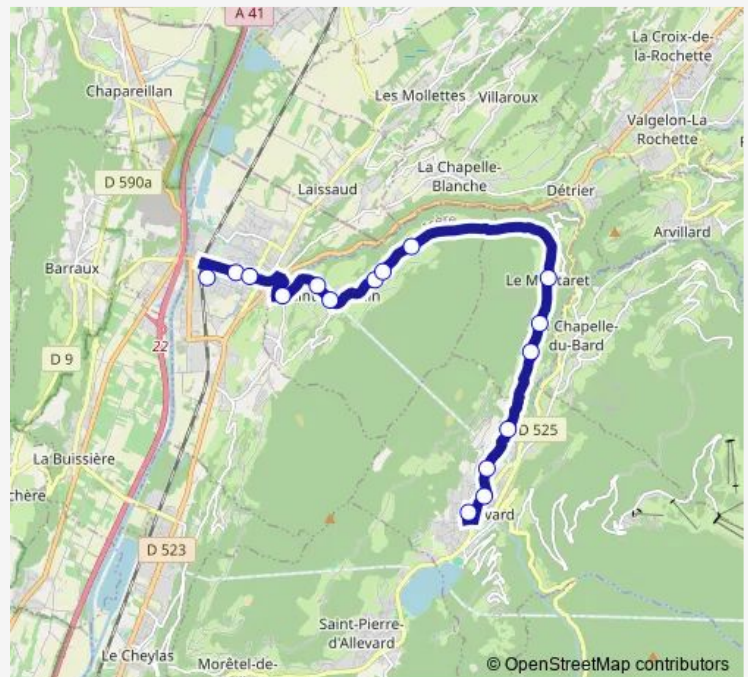 A 41
La Croix-de-
la-Rochette
Chapareillan
Les Mollettes
Villaroux
Valgelon-La
Rochette
D 590a
La Chapelle-
Blanche
Laissaud
Détrier
Arvillard
Barraux
Chapelle-
du-Bard
22
D 9
D 525
La Buissière
chère
vard
D 523
Saint-Pierre-
d'Allevard
Le Cheylas
Morêtel-de-
© OpenStreetMap contributors